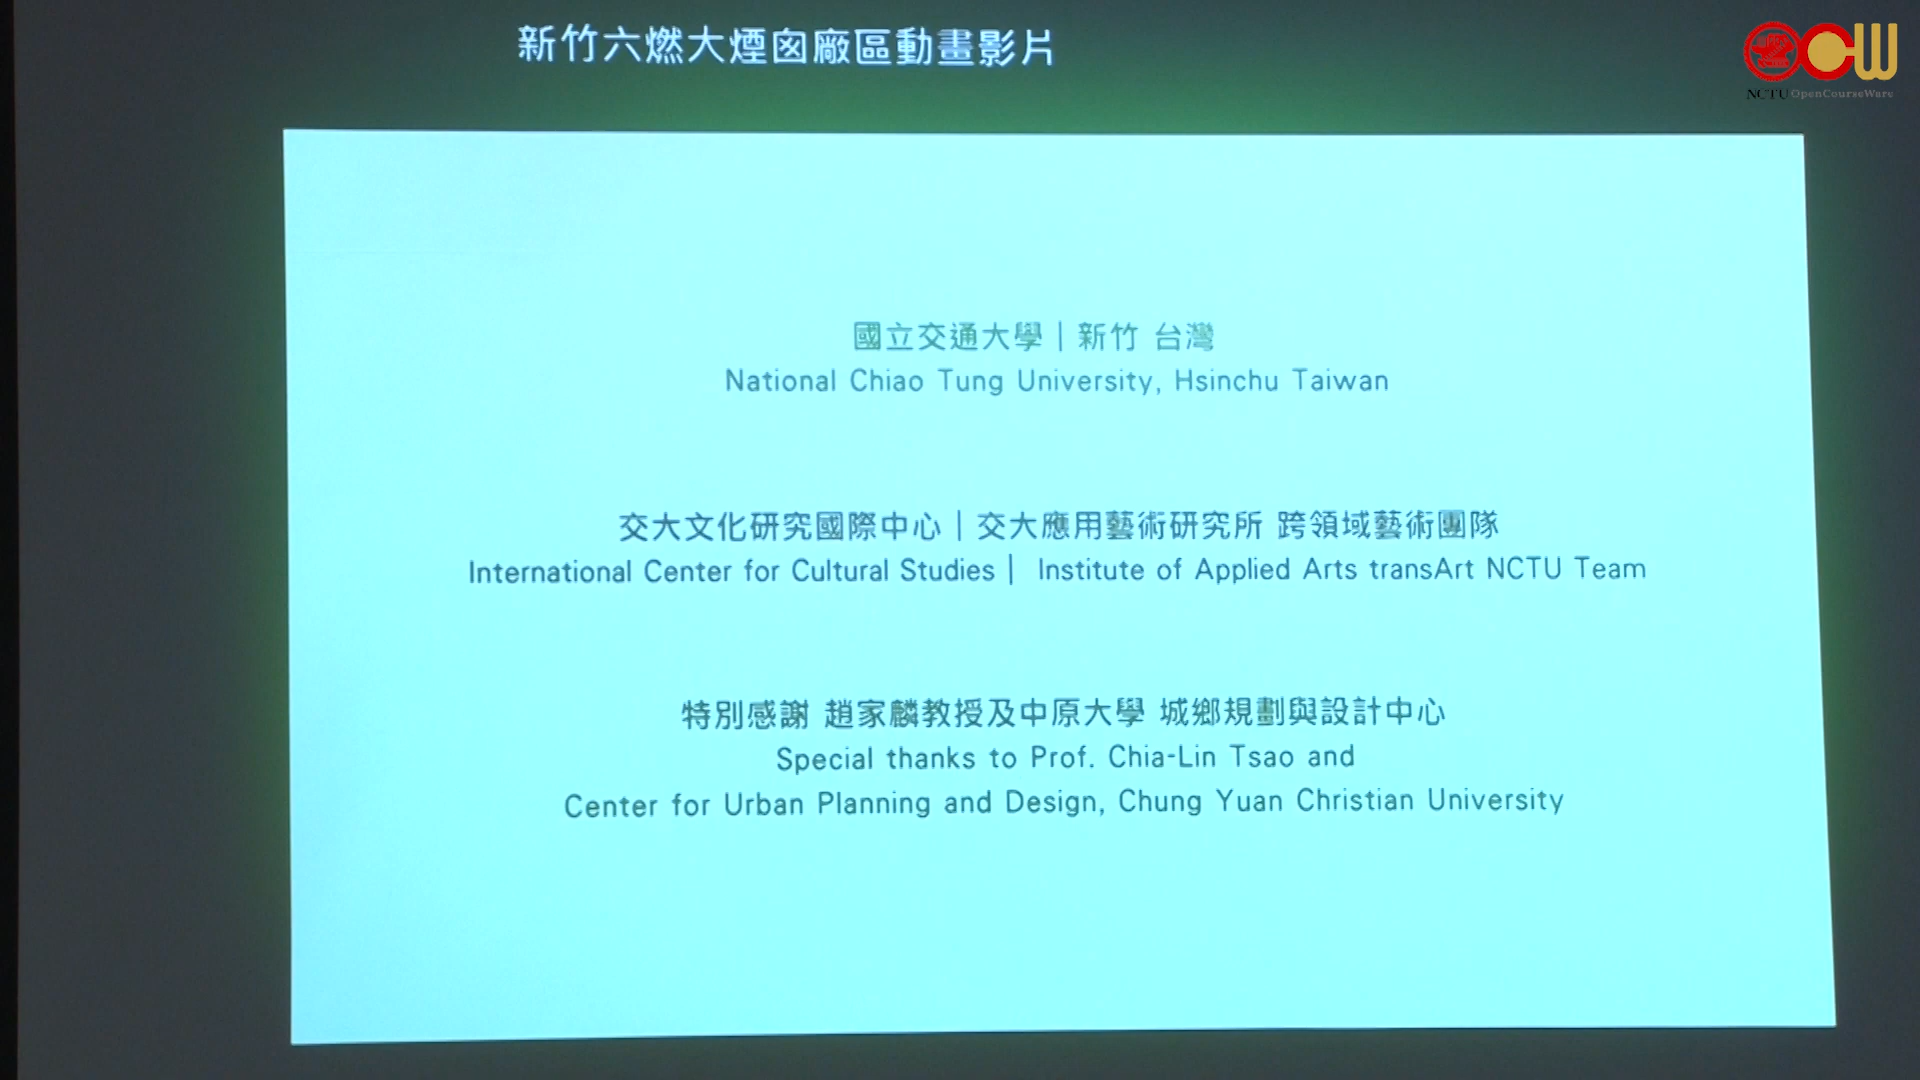 新竹六燃大煙囪廠區動畫影片
NCTU OpenCourseWare
國立交通大學｜新竹 台灣
National Chiao Tung University, Hsinchu Taiwan
交大文化研究國際中心｜交大應用藝術研究所 跨領域藝術團隊
International Center for Cultural Studies｜ Institute of Applied Arts transArt NCTU Team
特別感謝 趙家麟教授及中原大學 城鄉規劃與設計中心
Special thanks to Prof. Chia-Lin Tsao and
Center for Urban Planning and Design, Chung Yuan Christian University